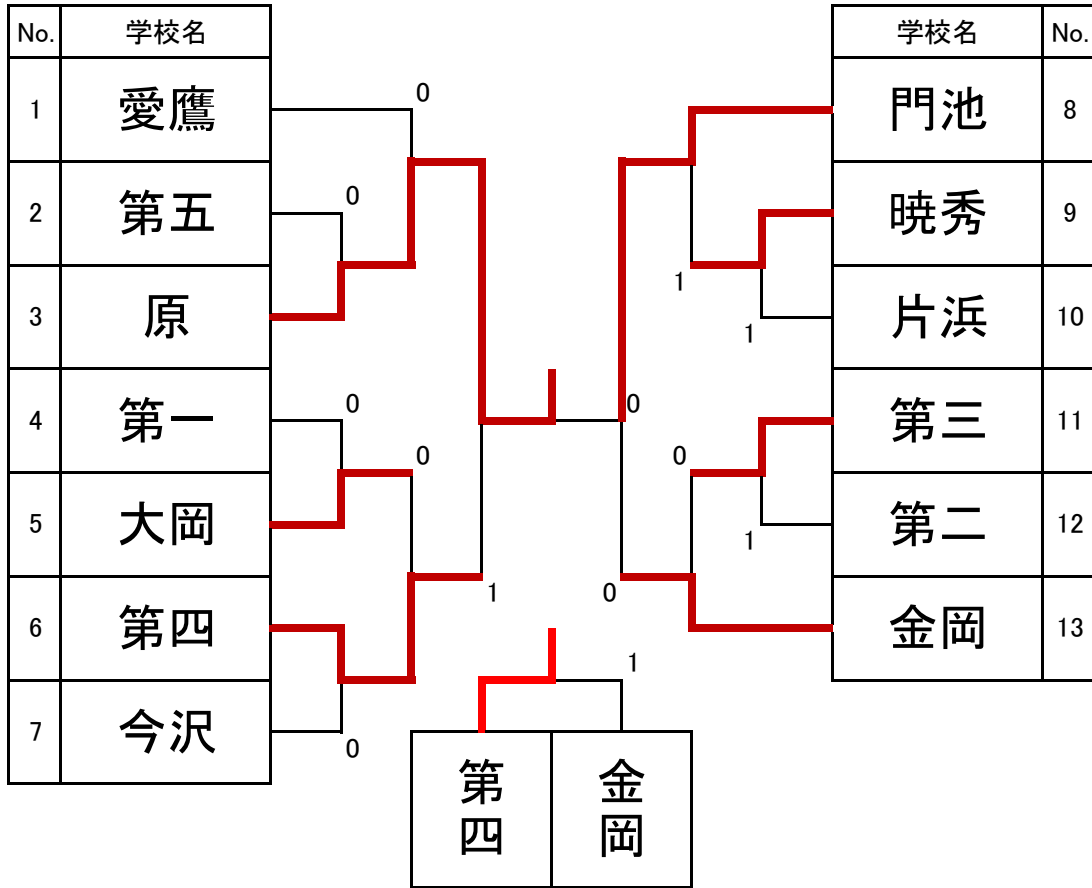 No. 学校名
1 愛鷹
2 第五
3 原
4 第一
5 大岡
6 第四
7 今沢
0
0
0
0
0
1
0
0
1
1
0
1
1
学校名 No.
門池 8
暁秀 9
片浜 10
第三 11
第二 12
金岡 13
0
第四
金岡